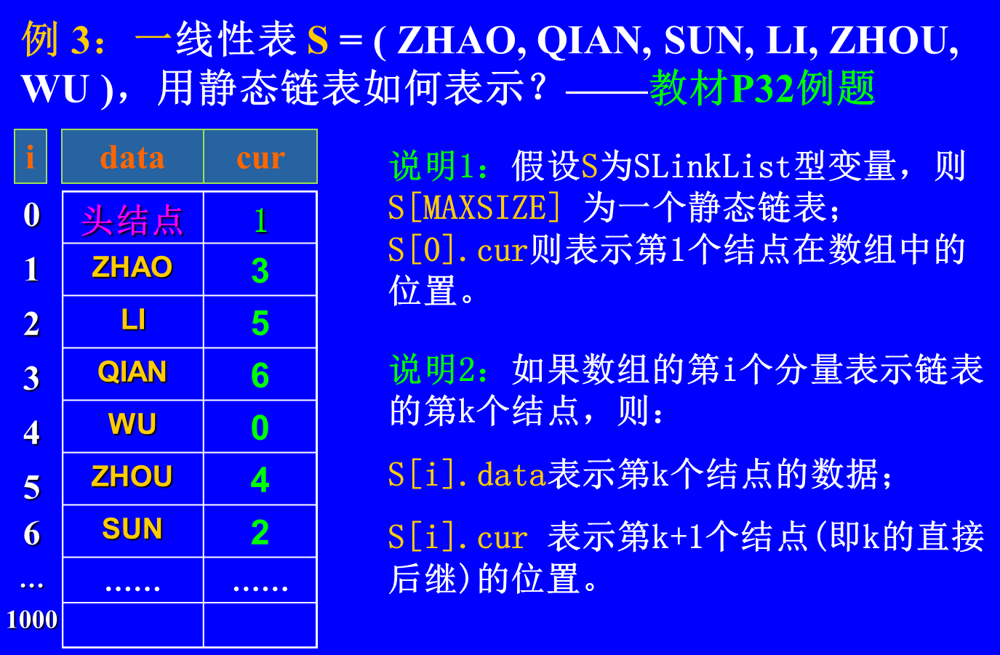 例 3：一线性表 S = ( ZHAO, QIAN, SUN, LI, ZHOU,
WU )，用静态链表如何表示？——教材P32例题
i data cur
0 头结点 1
1 ZHAO 3
2 LI 5
3 QIAN 6
4 WU 0
5 ZHOU 4
6 SUN 2
... ...... ......
1000
说明1：假设S为SLinkList型变量，则
S[MAXSIZE] 为一个静态链表；
S[0].cur则表示第1个结点在数组中的
位置。
说明2：如果数组的第i个分量表示链表
的第k个结点，则：
S[i].data表示第k个结点的数据；
S[i].cur 表示第k+1个结点(即k的直接
后继)的位置。